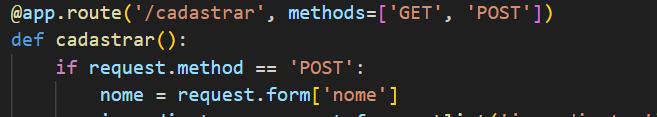 @app.route('/cadastrar', methods=['GET', 'POST'])
def cadastrar():
    if request.method == 'POST':
        nome = request.form['nome']